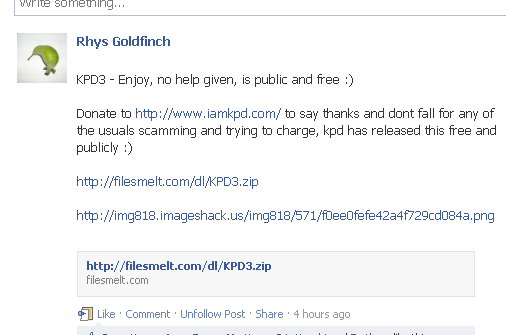 Write something...
Rhys Goldfinch
KPD3 - Enjoy, no help given, is public and free :)
Donate to http://www.iamkpd.com/ to say thanks and dont fall for any of
the usuals scamming and trying to charge, kpd has released this free and
publicly :)
http://filesmelt.com/dl/KPD3.zip
http://img818.imageshack.us/img818/571/f0ee0fefe42a4f729cd084a.png
http://filesmelt.com/dl/KPD3.zip
filesmelt.com
Like · Comment · Unfollow Post · Share · 4 hours ago